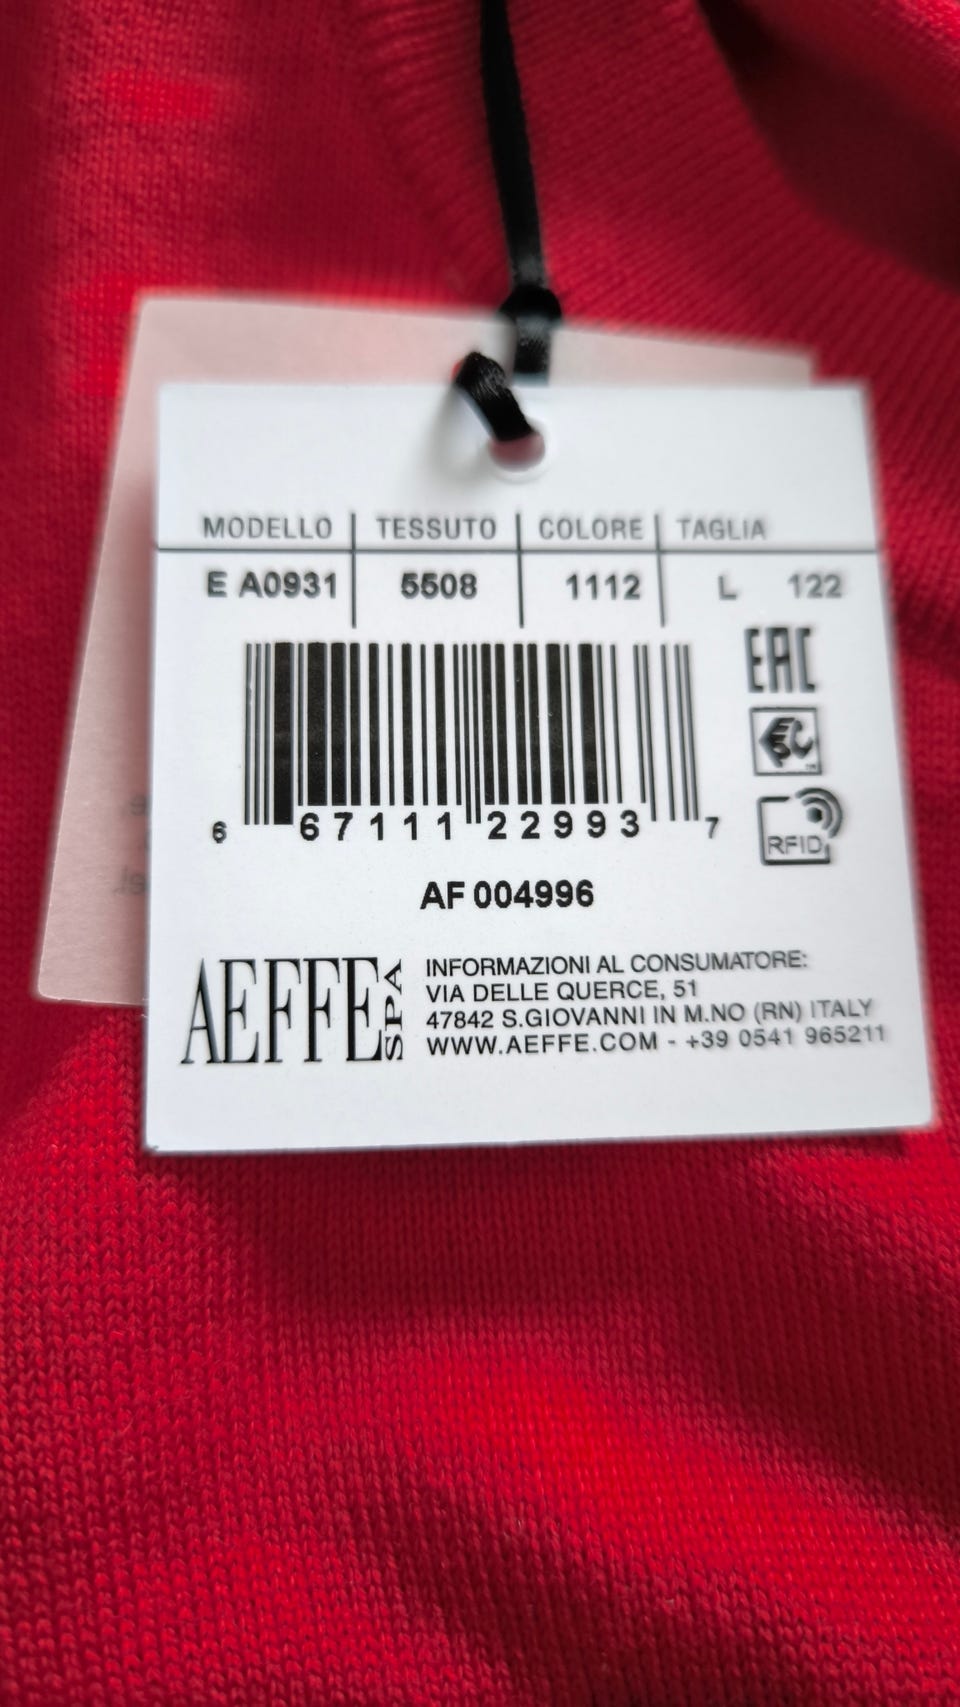 MODELLO TESSUTO COLORE TAGLIA
E A0931 5508 1112 L 122
EAC
RFID
6 67111 22993 7
AF 004996
AEFFE SPA
INFORMAZIONI AL CONSUMATORE:
VIA DELLE QUERCE, 51
47842 S.GIOVANNI IN M.NO (RN) ITALY
WWW.AEFFE.COM - +39 0541 965211